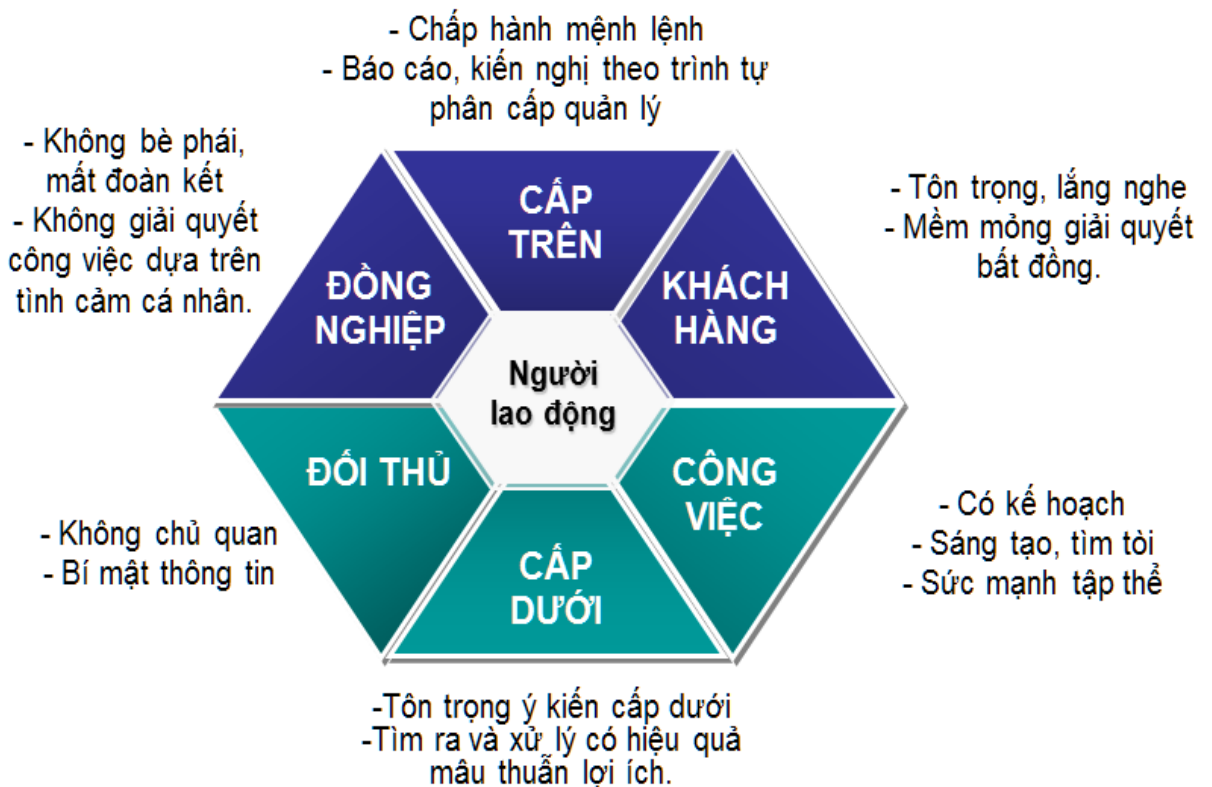 - Chấp hành mệnh lệnh
- Báo cáo, kiến nghị theo trình tự
phân cấp quản lý
- Không bè phái,
mất đoàn kết
- Không giải quyết
công việc dựa trên
tình cảm cá nhân.
CẤP
TRÊN
- Tôn trọng, lắng nghe
- Mềm mỏng giải quyết
bất đồng.
ĐỒNG
NGHIỆP
KHÁCH
HÀNG
Người
lao động
ĐỐI THỦ
CÔNG
VIỆC
- Không chủ quan
- Bí mật thông tin
CẤP
DƯỚI
- Có kế hoạch
- Sáng tạo, tìm tòi
- Sức mạnh tập thể
-Tôn trọng ý kiến cấp dưới
-Tìm ra và xử lý có hiệu quả
mâu thuẫn lợi ích.